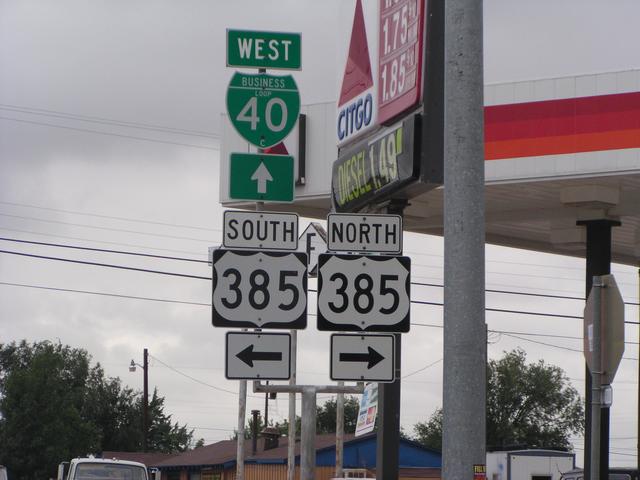 WEST
BUSINESS
LOOP
40
CITGO
1.75
1.85
DIESEL 1.49
SOUTH
NORTH
385
385